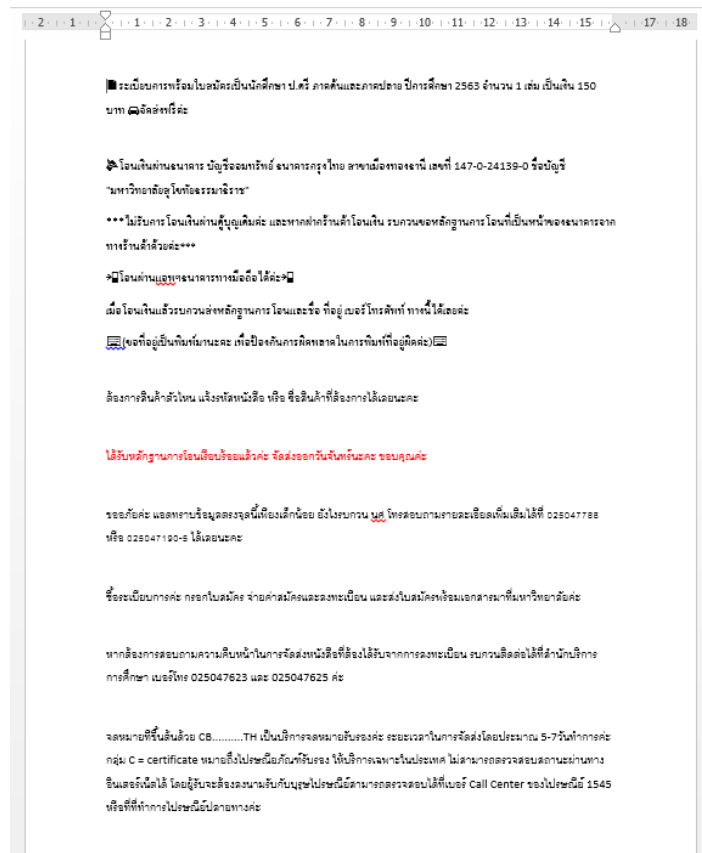 2 1 1 2 3 4 5 6 7 8 9 10 11 12 13 14 15 17 18
ระเบียบการพร้อมใบสมัครเป็นนักศึกษา ป.ตรี ภาคต้นและภาคปลาย ปีการศึกษา 2563 จำนวน 1 เล่ม เป็นเงิน 150
บาท 🚘จัดส่งฟรีค่ะ
โอนเงินผ่านธนาคาร บัญชีออมทรัพย์ ธนาคารกรุงไทย สาขาเมืองทองธานี เลขที่ 147-0-24139-0 ชื่อบัญชี
"มหาวิทยาลัยสุโขทัยธรรมาธิราช"
***ไม่รับการโอนเงินผ่านตู้บุญเติมค่ะ และหากฝากร้านค้าโอนเงิน รบกวนขอหลักฐานการโอนที่เป็นหน้าของธนาคารจาก
ทางร้านค้าด้วยค่ะ***
โอนผ่านแอพฯธนาคารทางมือถือได้ค่ะ
เมื่อโอนเงินแล้วรบกวนส่งหลักฐานการโอนและชื่อ ที่อยู่ เบอร์โทรศัพท์ ทางนี้ได้เลยค่ะ
(ขอที่อยู่เป็นพิมพ์มานะคะ เพื่อป้องกันการผิดพลาดในการพิมพ์ที่อยู่ผิดค่ะ)
ต้องการสินค้าตัวไหน แจ้งรหัสหนังสือ หรือ ชื่อสินค้าที่ต้องการได้เลยนะคะ
ได้รับหลักฐานการโอนเรียบร้อยแล้วค่ะ จัดส่งออกวันจันทร์นะคะ ขอบคุณค่ะ
ขออภัยค่ะ แอดทราบข้อมูลตรงจุดนี้เพียงเล็กน้อย ยังไงรบกวน นศ โทรสอบถามรายละเอียดเพิ่มเติมได้ที่ 025047788
หรือ 025047190-5 ได้เลยนะคะ
ซื้อระเบียบการค่ะ กรอกใบสมัคร จ่ายค่าสมัครและลงทะเบียน และส่งใบสมัครพร้อมเอกสารมาที่มหาวิทยาลัยค่ะ
หากต้องการสอบถามความคืบหน้าในการจัดส่งหนังสือที่ต้องได้รับจากการลงทะเบียน รบกวนติดต่อได้ที่สำนักบริการ
การศึกษา เบอร์โทร 025047623 และ 025047625 ค่ะ
จดหมายที่ขึ้นต้นด้วย CB..........TH เป็นบริการจดหมายรับรองค่ะ ระยะเวลาในการจัดส่งโดยประมาณ 5-7วันทำการค่ะ
กลุ่ม C = certificate หมายถึงไปรษณียภัณฑ์รับรอง ให้บริการเฉพาะในประเทศ ไม่สามารถตรวจสอบสถานะผ่านทาง
อินเตอร์เน็ตได้ โดยผู้รับจะต้องลงนามรับกับบุรุษไปรษณีย์สามารถตรวจสอบได้ที่เบอร์ Call Center ของไปรษณีย์ 1545
หรือที่ที่ทำการไปรษณีย์ปลายทางค่ะ